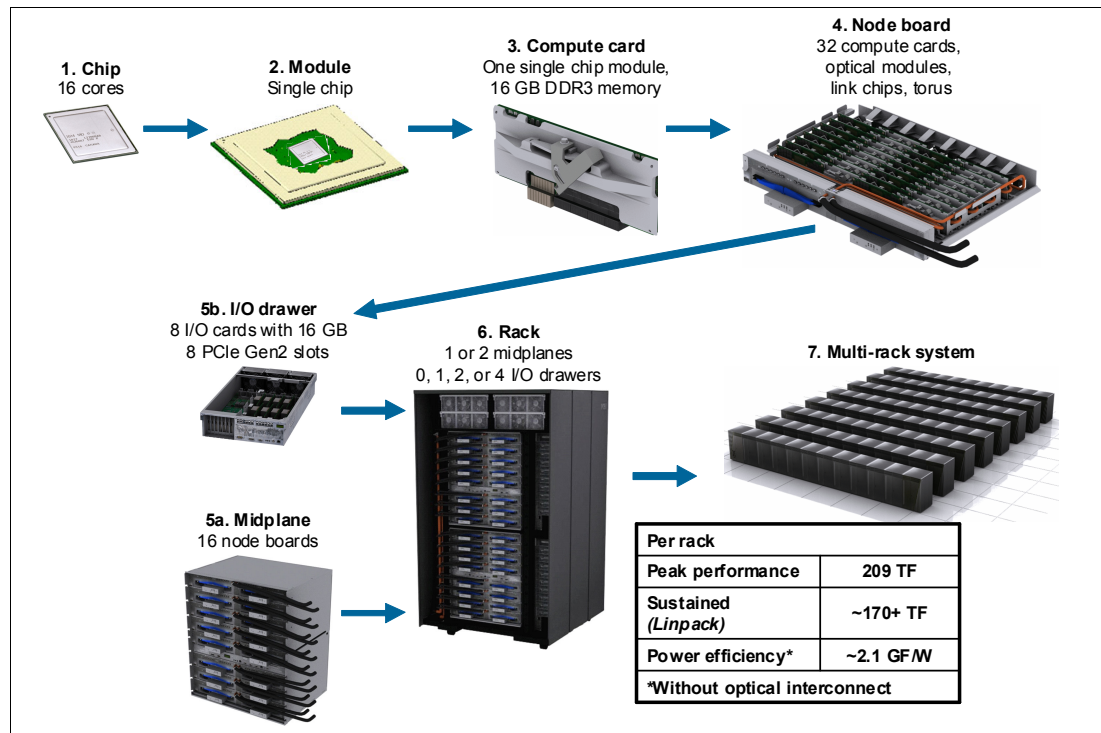 1. Chip
16 cores
2. Module
Single chip
3. Compute card
One single chip module,
16 GB DDR3 memory
4. Node board
32 compute cards,
optical modules,
link chips, torus
5b. I/O drawer
8 I/O cards with 16 GB
8 PCIe Gen2 slots
6. Rack
1 or 2 midplanes
0, 1, 2, or 4 I/O drawers
7. Multi-rack system
5a. Midplane
16 node boards
Per rack
Peak performance 209 TF
Sustained
(Linpack) ~170+ TF
Power efficiency* ~2.1 GF/W
*Without optical interconnect